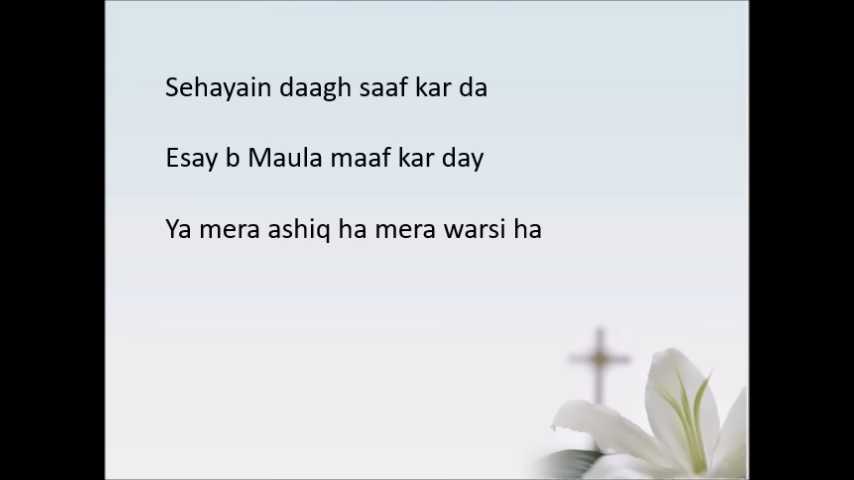 Sehayain daagh saaf kar da
Esay b Maula maaf kar day
Ya mera ashiq ha mera warsi ha